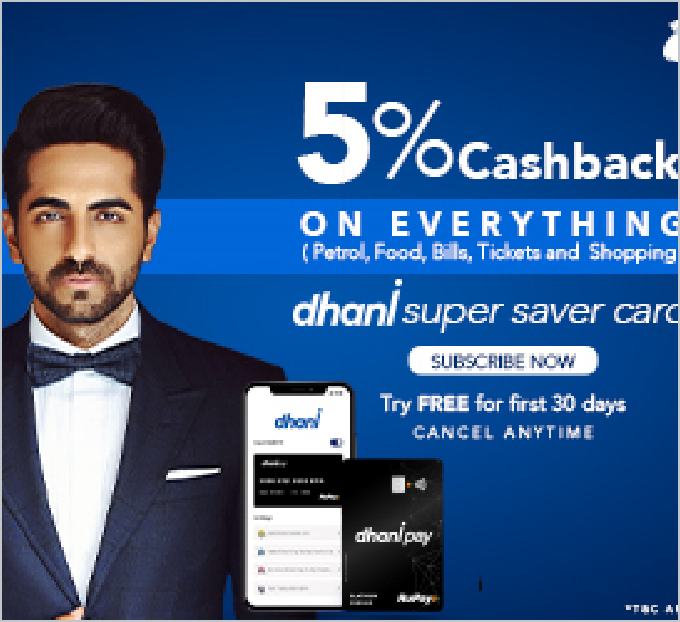 5% Cashback
ON EVERYTHING
( Petrol, Food, Bills, Tickets and Shopping
dhani super saver card
SUBSCRIBE NOW
Try FREE for first 30 days
CANCEL ANYTIME
dhani
dhani pay
RuPay
*T&C A